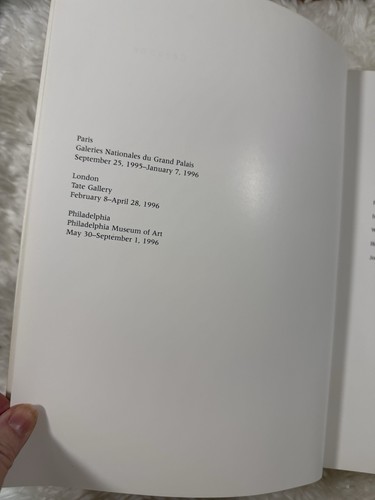 Paris
Galeries Nationales du Grand Palais
September 25, 1995–January 7, 1996
London
Tate Gallery
February 8–April 28, 1996
Philadelphia
Philadelphia Museum of Art
May 30–September 1, 1996